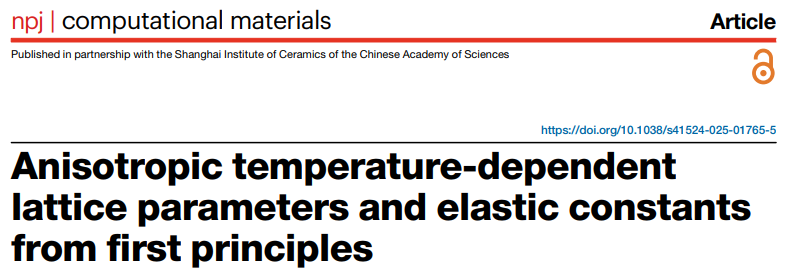 npj | computational materials
Article
Published in partnership with the Shanghai Institute of Ceramics of the Chinese Academy of Sciences
https://doi.org/10.1038/s41524-025-01765-5
Anisotropic temperature-dependent
lattice parameters and elastic constants
from first principles